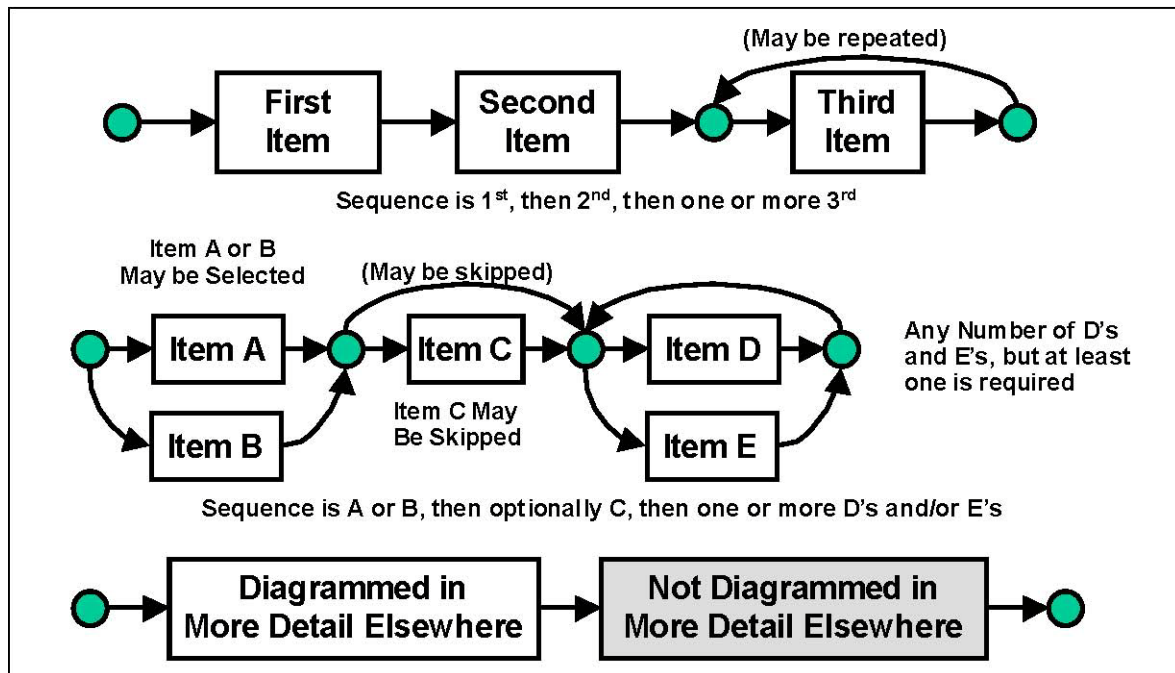 (May be repeated)
First
Item
Second
Item
Third
Item
Sequence is 1st, then 2nd, then one or more 3rd
Item A or B
May be Selected
(May be skipped)
Item A
Item C
Item D
Any Number of D's
and E's, but at least
one is required
Item B
Item C May
Be Skipped
Item E
Sequence is A or B, then optionally C, then one or more D's and/or E's
Diagrammed in
More Detail Elsewhere
Not Diagrammed in
More Detail Elsewhere